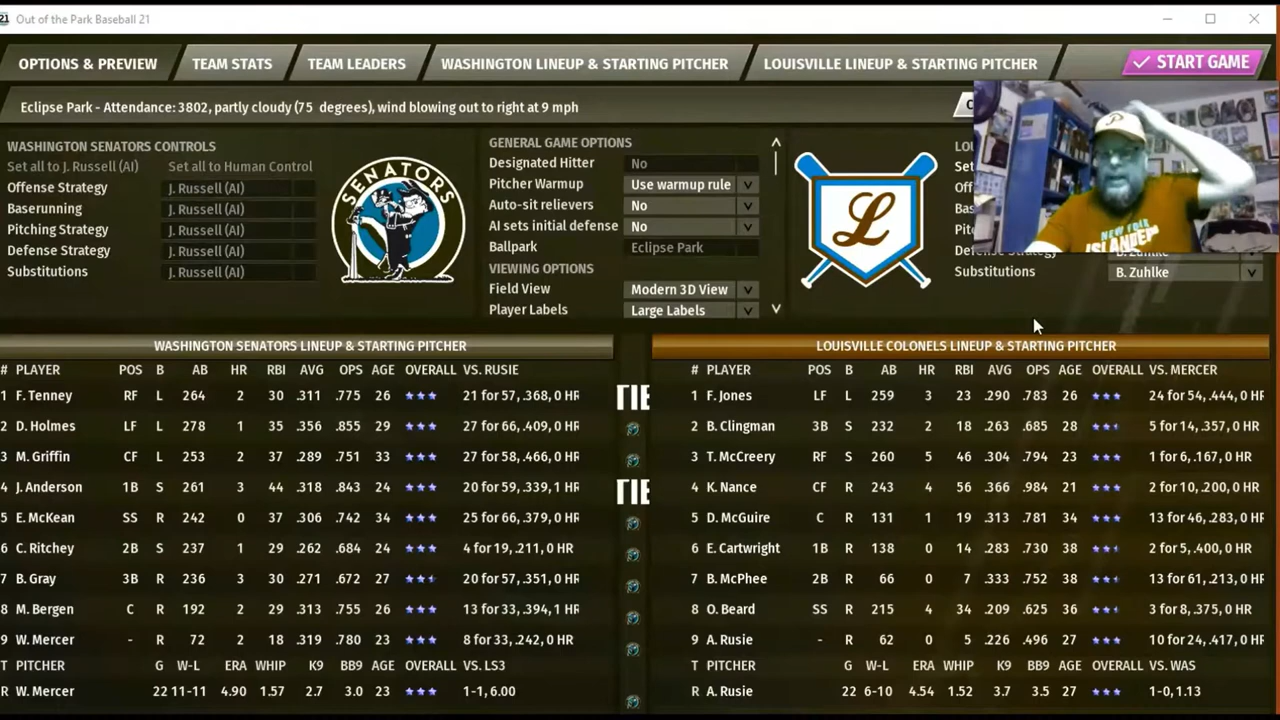 21 Out of the Park Baseball 21
OPTIONS & PREVIEW TEAM STATS TEAM LEADERS WASHINGTON LINEUP & STARTING PITCHER LOUISVILLE LINEUP & STARTING PITCHER START GAME
Eclipse Park - Attendance: 3802, partly cloudy (75 degrees), wind blowing out to right at 9 mph
WASHINGTON SENATORS CONTROLS
Set all to J. Russell (AI) Set all to Human Control
Offense Strategy J. Russell (AI)
Baserunning J. Russell (AI)
Pitching Strategy J. Russell (AI)
Defense Strategy J. Russell (AI)
Substitutions J. Russell (AI)
SENATORS
GENERAL GAME OPTIONS
Designated Hitter No
Pitcher Warmup Use warmup rule
Auto-sit relievers No
AI sets initial defense No
Ballpark Eclipse Park
VIEWING OPTIONS
Field View Modern 3D View
Player Labels Large Labels
L
Set
Off
Bas
Pit
B. Zuhlke
Substitutions B. Zuhlke
P
NEW YORK
ISLANDER
WASHINGTON SENATORS LINEUP & STARTING PITCHER
# PLAYER POS B AB HR RBI AVG OPS AGE OVERALL VS. RUSIE
1 F. Tenney RF L 264 2 30 .311 .775 26 21 for 57, .368, 0 HR
2 D. Holmes LF L 278 1 35 .356 .855 29 27 for 66, .409, 0 HR
3 M. Griffin CF L 253 2 37 .289 .751 33 27 for 58, .466, 0 HR
4 J. Anderson 1B S 261 3 44 .318 .843 24 20 for 59, .339, 1 HR
5 E. McKean SS R 242 0 37 .306 .742 34 25 for 66, .379, 0 HR
6 C. Ritchey 2B S 237 1 29 .262 .684 24 4 for 19, .211, 0 HR
7 B. Gray 3B R 236 3 30 .271 .672 27 20 for 57, .351, 0 HR
8 M. Bergen C R 192 2 29 .313 .755 26 13 for 33, .394, 1 HR
9 W. Mercer - R 72 2 18 .319 .780 23 8 for 33, .242, 0 HR
T PITCHER G W-L ERA WHIP K9 BB9 AGE OVERALL VS. LS3
R W. Mercer 22 11-11 4.90 1.57 2.7 3.0 23 1-1, 6.00
TIE
TIE
LOUISVILLE COLONELS LINEUP & STARTING PITCHER
# PLAYER POS B AB HR RBI AVG OPS AGE OVERALL VS. MERCER
1 F. Jones LF L 259 3 23 .290 .783 26 24 for 54, .444, 0 HR
2 B. Clingman 3B S 232 2 18 .263 .685 28 5 for 14, .357, 0 HR
3 T. McCreery RF S 260 5 46 .304 .794 23 1 for 6, .167, 0 HR
4 K. Nance CF R 243 4 56 .366 .984 21 2 for 10, .200, 0 HR
5 D. McGuire C R 131 1 19 .313 .781 34 13 for 46, .283, 0 HR
6 E. Cartwright 1B R 138 0 14 .283 .730 38 2 for 5, .400, 0 HR
7 B. McPhee 2B R 66 0 7 .333 .752 38 13 for 61, .213, 0 HR
8 O. Beard SS R 215 4 34 .209 .625 36 3 for 8, .375, 0 HR
9 A. Rusie - R 62 0 5 .226 .496 27 10 for 24, .417, 0 HR
T PITCHER G W-L ERA WHIP K9 BB9 AGE OVERALL VS. WAS
R A. Rusie 22 6-10 4.54 1.52 3.7 3.5 27 1-0, 1.13